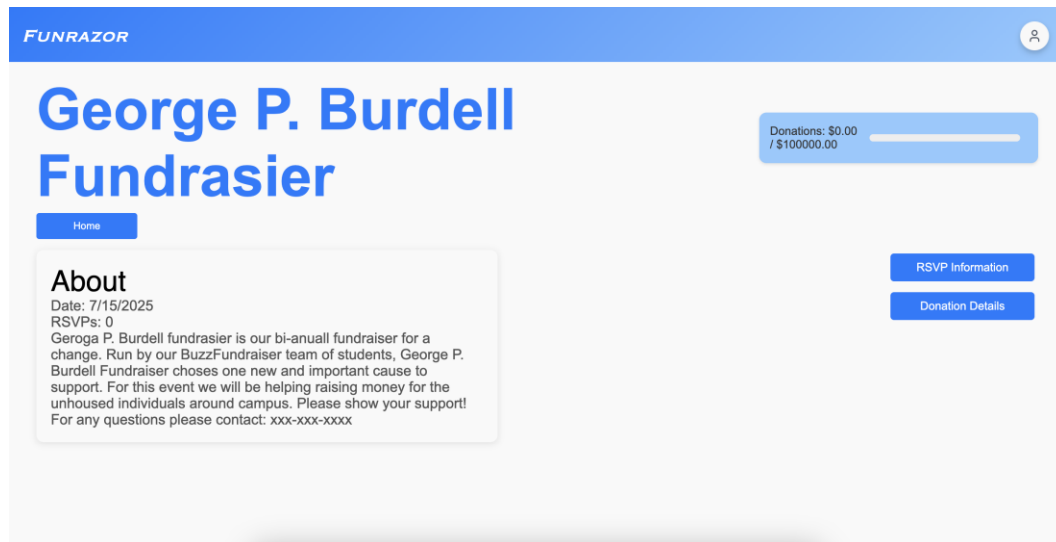 FUNRAZOR
George P. Burdell
Fundrasier
Donations: $0.00
/ $100000.00
Home
About
Date: 7/15/2025
RSVPs: 0
Geroga P. Burdell fundrasier is our bi-anuall fundraiser for a
change. Run by our BuzzFundraiser team of students, George P.
Burdell Fundraiser choses one new and important cause to
support. For this event we will be helping raising money for the
unhoused individuals around campus. Please show your support!
For any questions please contact: xxx-xxx-xxxx
RSVP Information
Donation Details